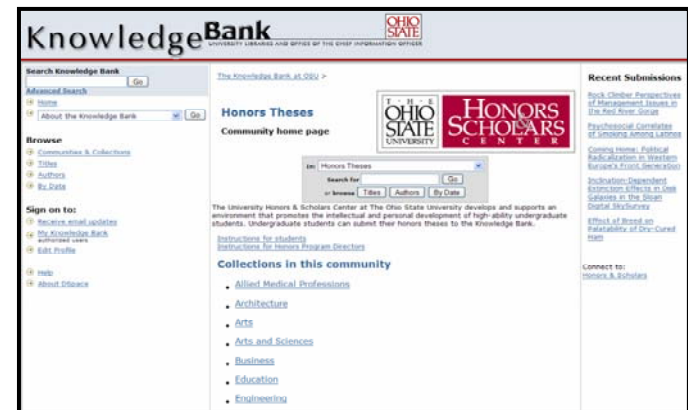 KnowledgeBank
UNIVERSITY LIBRARIES AND OFFICE OF THE CHIEF INFORMATION OFFICER
OHIO
STATE
Search Knowledge Bank
Go
Advanced Search
Home
About the Knowledge Bank
Go
Browse
Communities & Collections
Titles
Authors
By Date
Sign on to:
Receive email updates
My Knowledge Bank
authorized users
Edit Profile
Help
About DSpace
The Knowledge Bank at OSU >
Honors Theses
Community home page
T · H · E
OHIO
STATE
UNIVERSITY
HONORS
& SCHOLARS
CENTER
In: Honors Theses
Search for
Go
or browse Titles Authors By Date
The University Honors & Scholars Center at The Ohio State University develops and supports an
environment that promotes the intellectual and personal development of high-ability undergraduate
students. Undergraduate students can submit their honors theses to the Knowledge Bank.
Instructions for students
Instructions for Honors Program Directors
Collections in this community
Allied Medical Professions
Architecture
Arts
Arts and Sciences
Business
Education
Engineering
Recent Submissions
Rock Climber Perspectives
of Management Issues in
the Red River Gorge
Psychosocial Correlates
of Smoking Among Latinos
Coming Home: Political
Radicalization in Western
Europe's Front Generation
Inclination-Dependent
Extinction Effects in Disk
Galaxies in the Sloan
Digital SkySurvey
Effect of Breed on
Palatability of Dry-Cured
Ham
Connect to:
Honors & Scholars